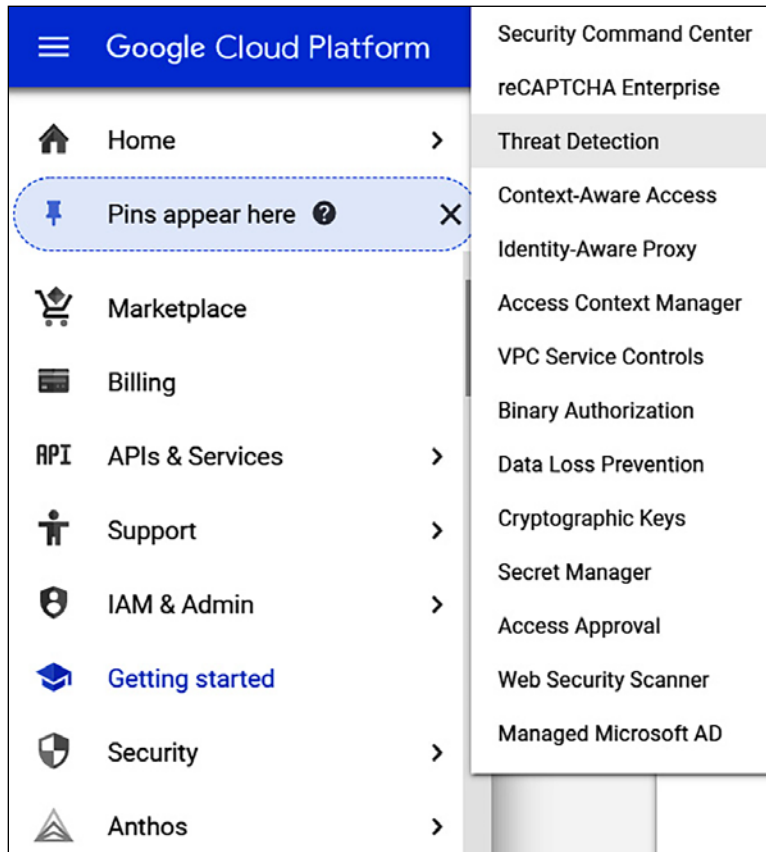 Google Cloud Platform
Home
Pins appear here
Marketplace
Billing
API APIs & Services
Support
IAM & Admin
Getting started
Security
Anthos
Security Command Center
reCAPTCHA Enterprise
Threat Detection
Context-Aware Access
Identity-Aware Proxy
Access Context Manager
VPC Service Controls
Binary Authorization
Data Loss Prevention
Cryptographic Keys
Secret Manager
Access Approval
Web Security Scanner
Managed Microsoft AD